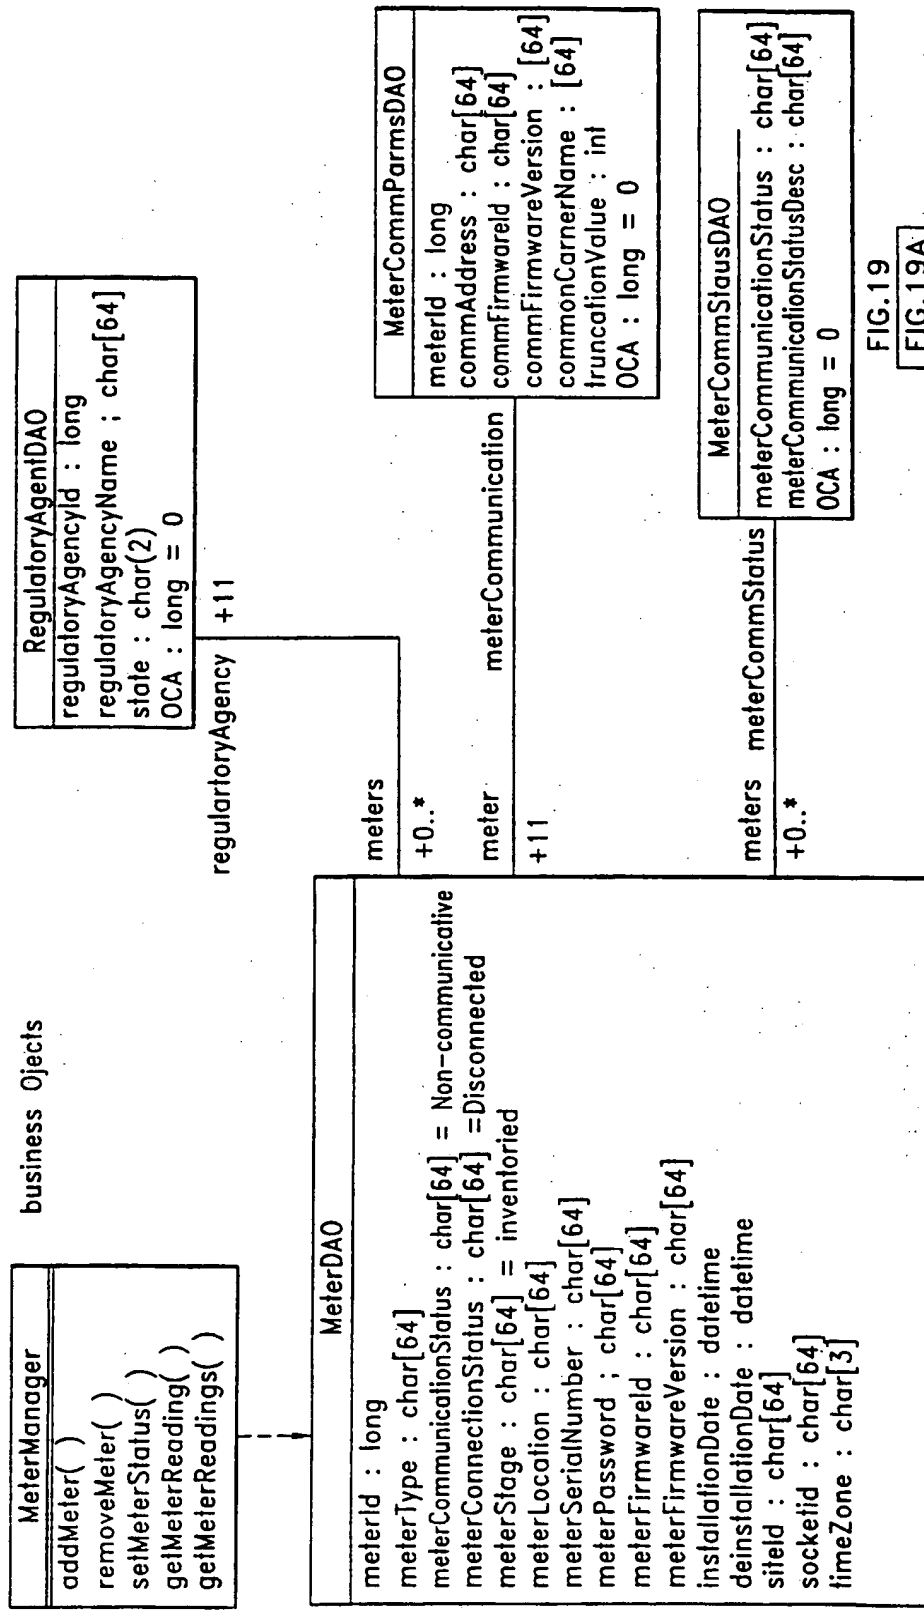 business Ojects
MeterManager
addMeter( )
removeMeter( )
setMeterStatus( )
getMeterReading( )
getMeterReadings( )
RegulatoryAgentDAO
regulatoryAgencyId : long
regulatoryAgencyName ; char[64]
state : char(2)
OCA : long = 0
regulartoryAgency
+11
meters
+0..*
MeterDAO
meterId : long
meterType : char[64]
meterCommunicationStatus : char[64] = Non-communicative
meterConnectionStatus : char[64] =Disconnected
meterStage : char[64] = inventoried
meterLocation : char[64]
meterSerialNumber : char[64]
meterPassword ; char[64]
meterFirmwareId : char[64]
meterFirmwareVersion : char[64]
installationDate : datetime
deinstallationDate : datetime
siteId : char[64]
socketid : char[64]
timeZone : char[3]
meter
+11
meterCommunication
MeterCommParmsDAO
meterId : long
commAddress : char[64]
commFirmwareId : char[64]
commFirmwareVersion : [64]
commonCarnerName : [64]
truncationValue : int
OCA : long = 0
meters
+0..*
meterCommStatus
MeterCommStausDAO
meterCommunicationStatus : char[64]
meterCommunicationStatusDesc : char[64]
OCA : long = 0
FIG.19
FIG.19A